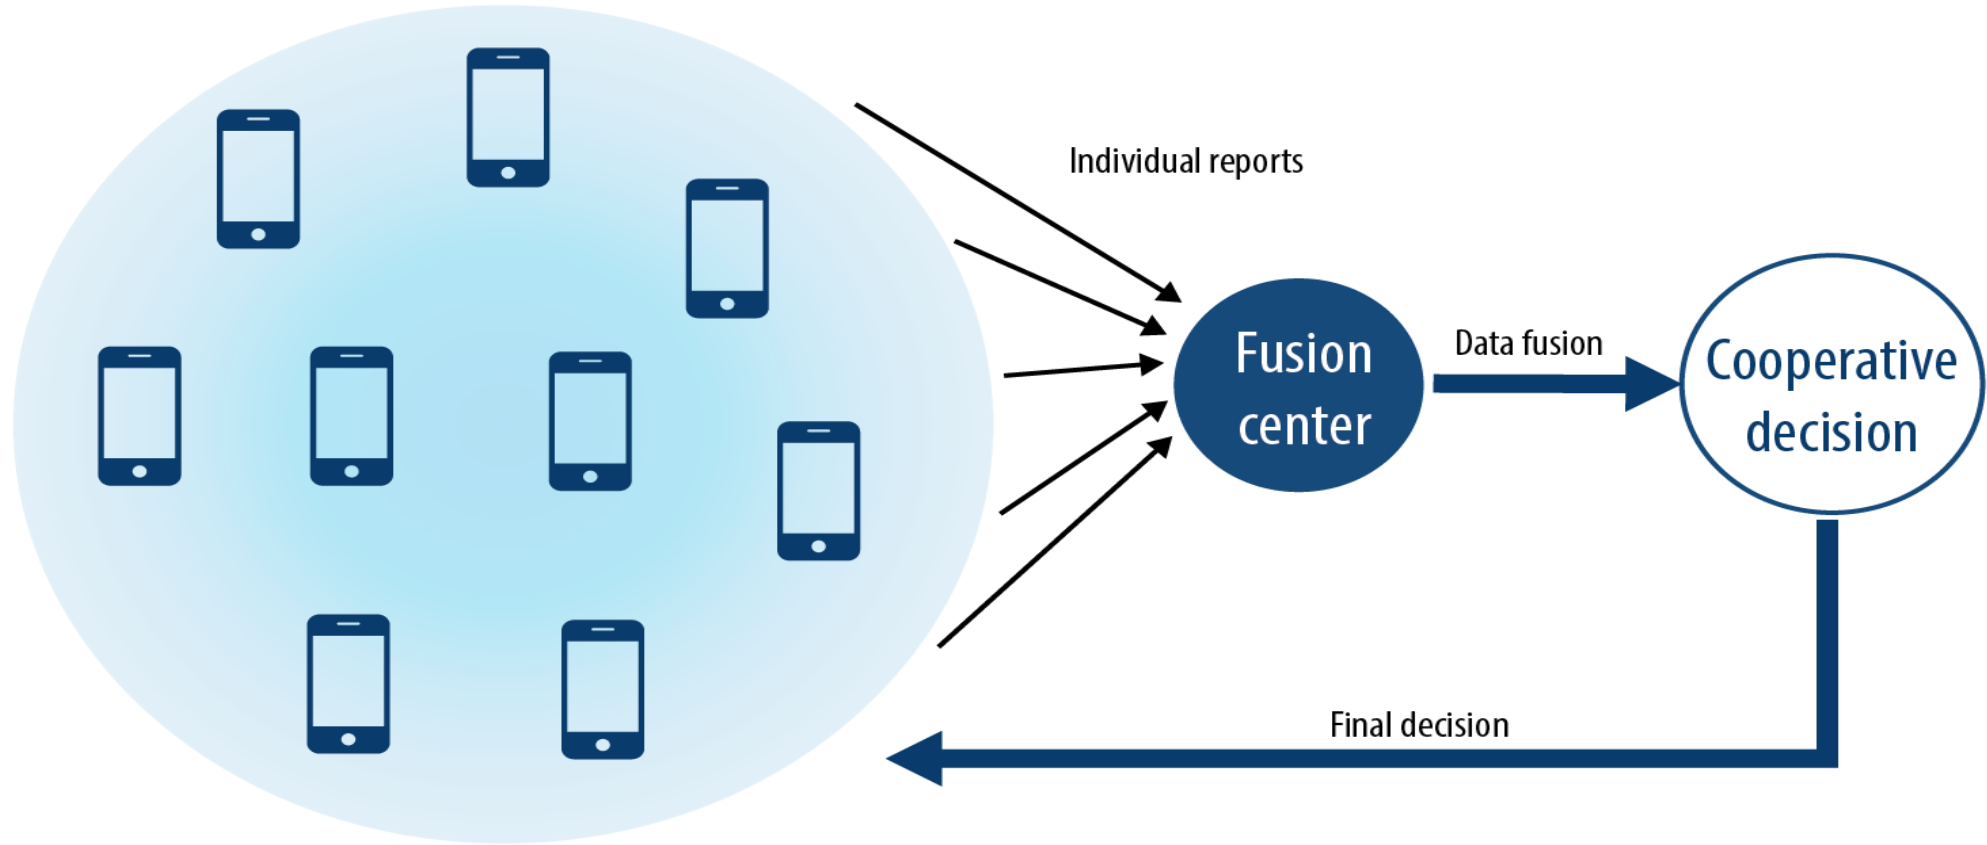 Individual reports
Fusion
center
Data fusion
Cooperative
decision
Final decision